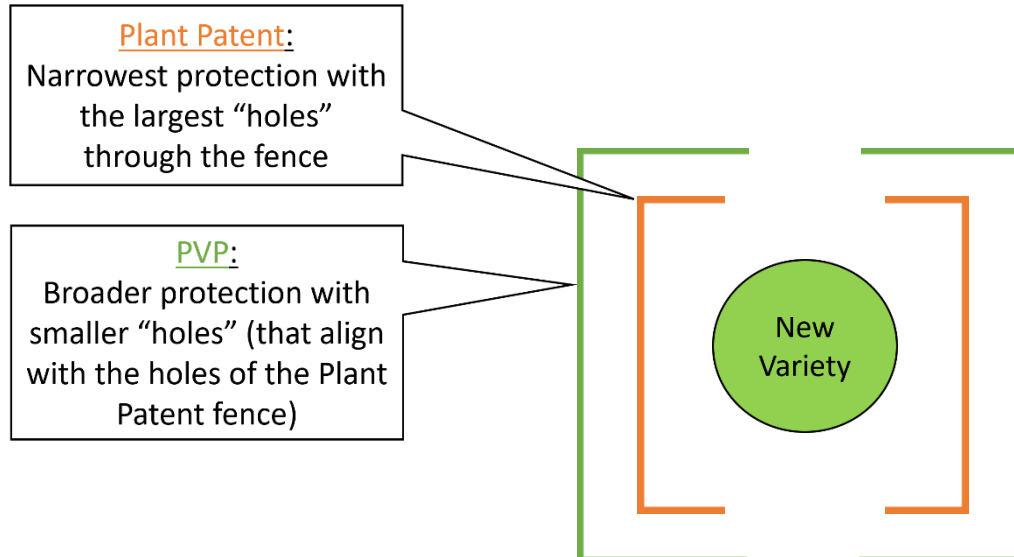 Plant Patent:
Narrowest protection with
the largest “holes”
through the fence
PVP:
Broader protection with
smaller “holes” (that align
with the holes of the Plant
Patent fence)
New
Variety